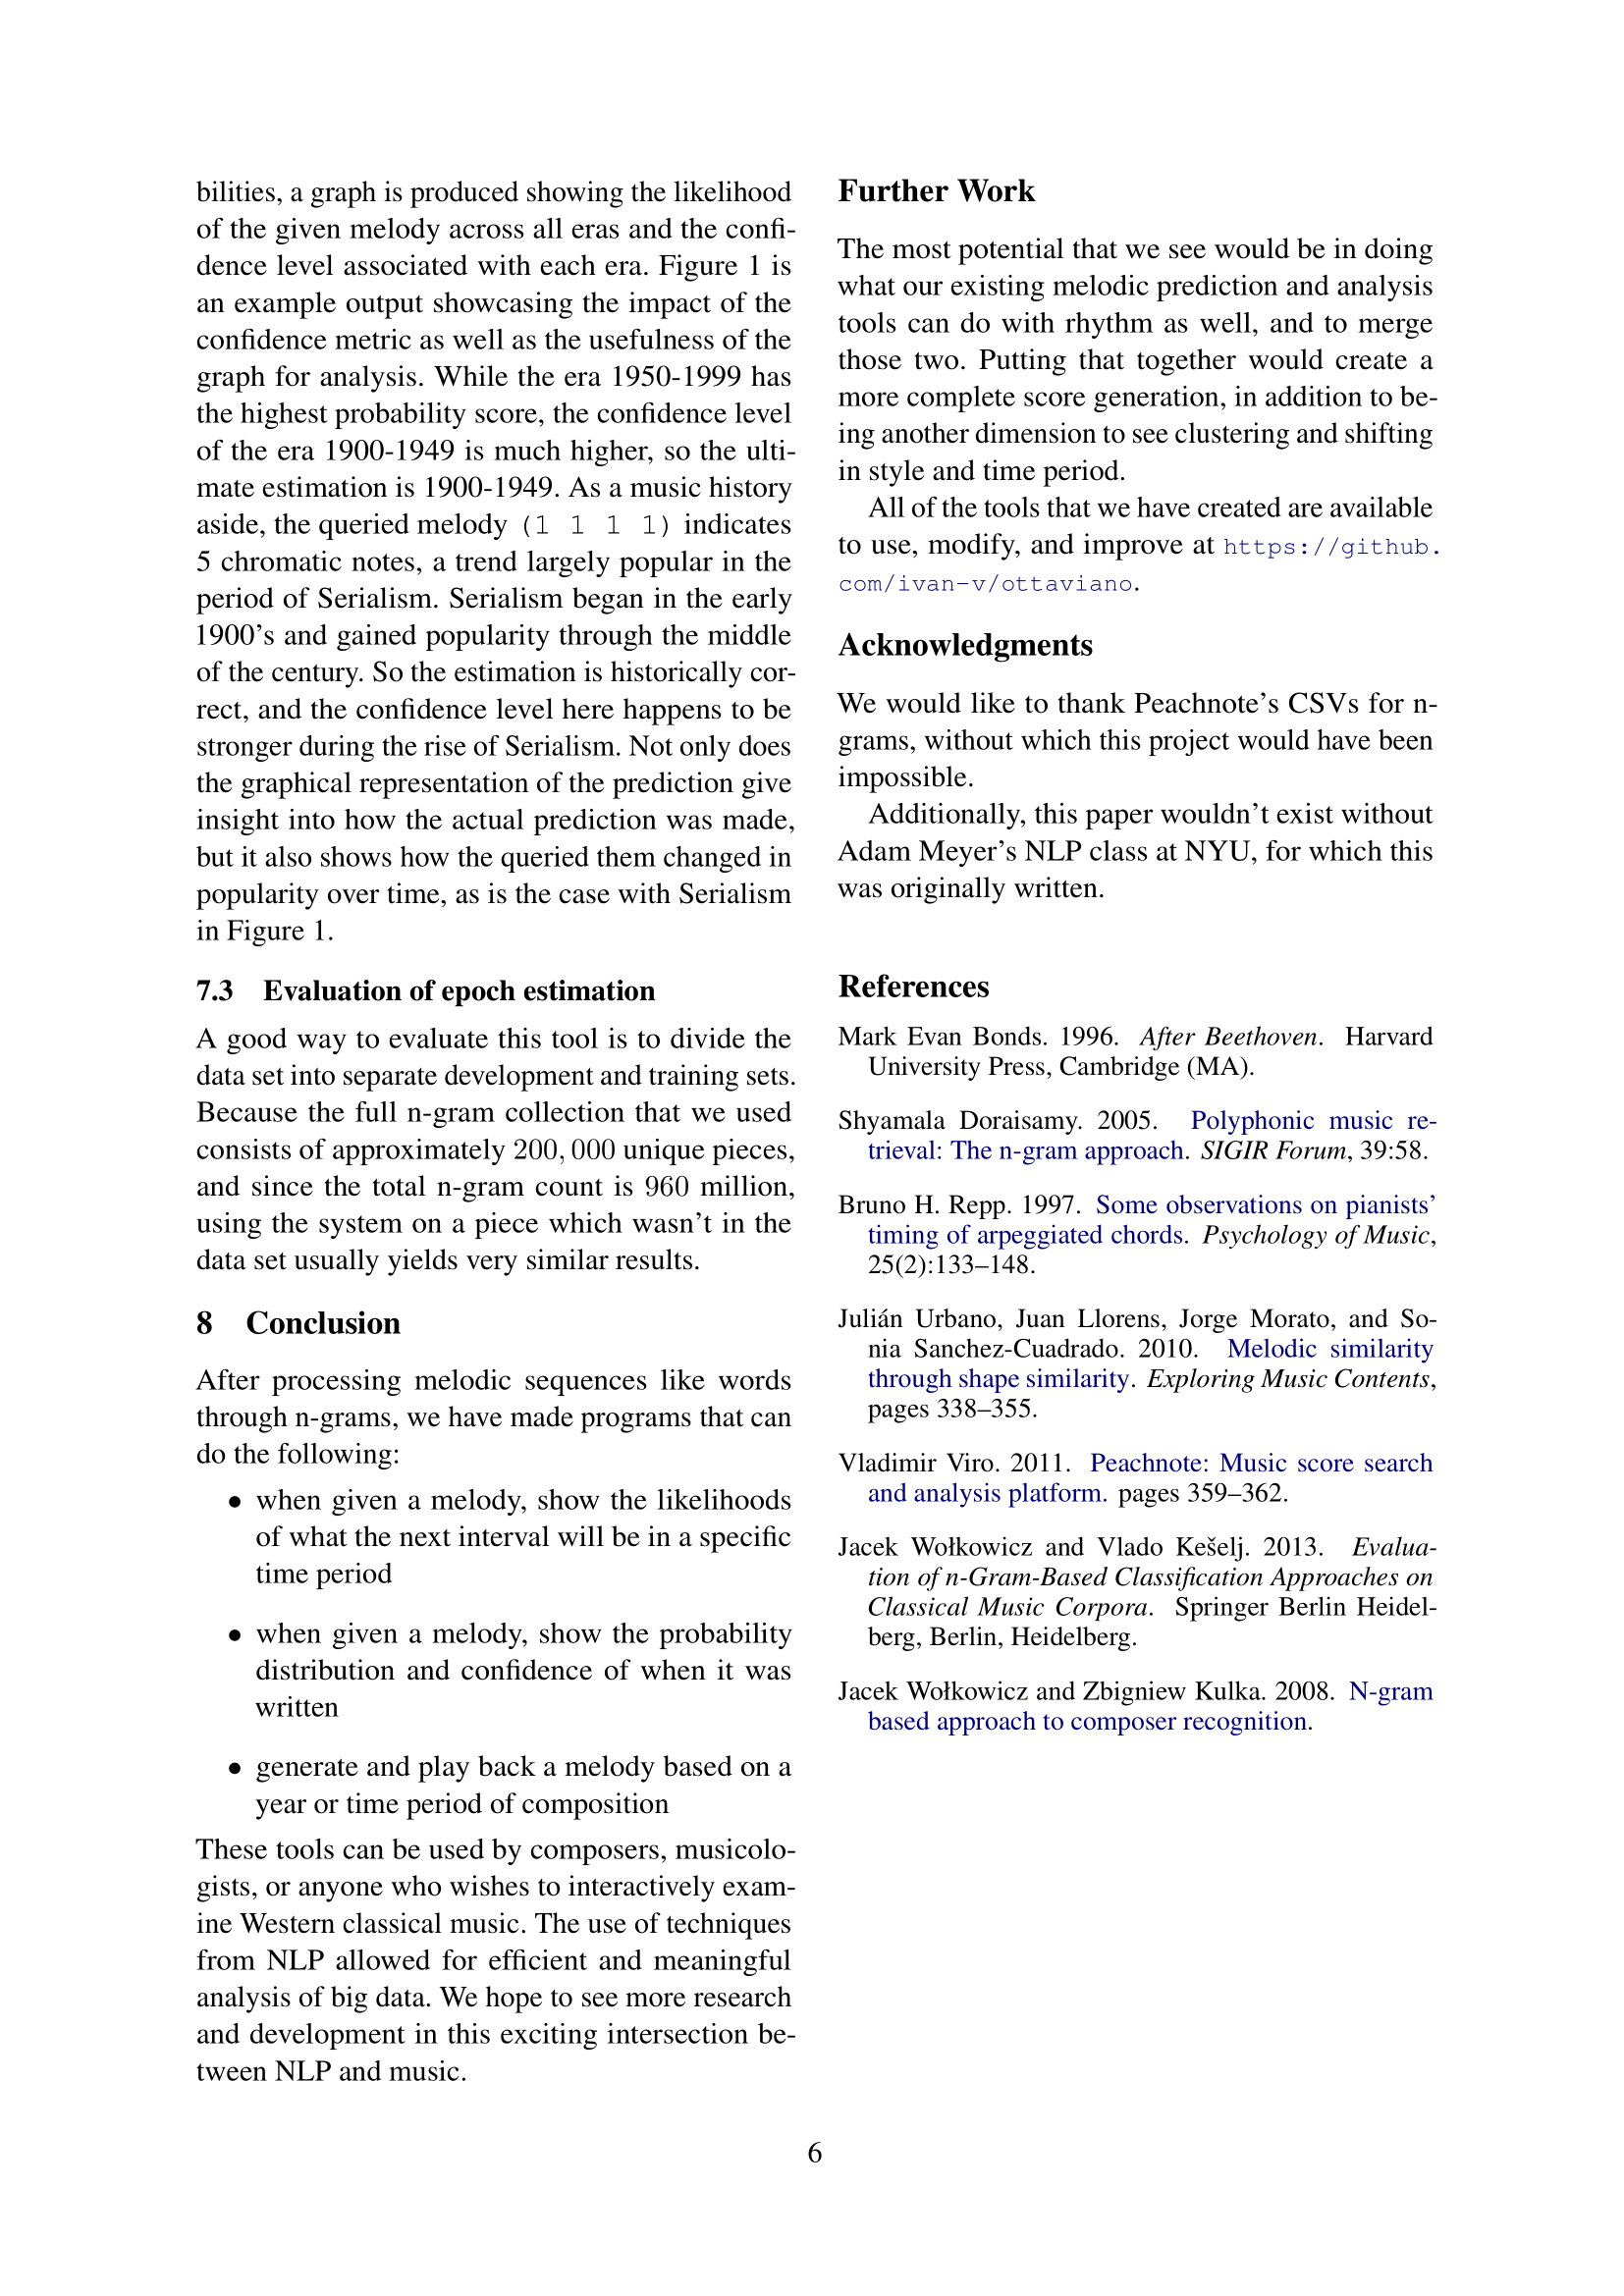 bilities, a graph is produced showing the likelihood
of the given melody across all eras and the confi-
dence level associated with each era. Figure 1 is
an example output showcasing the impact of the
confidence metric as well as the usefulness of the
graph for analysis. While the era 1950-1999 has
the highest probability score, the confidence level
of the era 1900-1949 is much higher, so the ulti-
mate estimation is 1900-1949. As a music history
aside, the queried melody (1 1 1 1) indicates
5 chromatic notes, a trend largely popular in the
period of Serialism. Serialism began in the early
1900's and gained popularity through the middle
of the century. So the estimation is historically cor-
rect, and the confidence level here happens to be
stronger during the rise of Serialism. Not only does
the graphical representation of the prediction give
insight into how the actual prediction was made,
but it also shows how the queried them changed in
popularity over time, as is the case with Serialism
in Figure 1.
7.3 Evaluation of epoch estimation
A good way to evaluate this tool is to divide the
data set into separate development and training sets.
Because the full n-gram collection that we used
consists of approximately 200, 000 unique pieces,
and since the total n-gram count is 960 million,
using the system on a piece which wasn't in the
data set usually yields very similar results.
8 Conclusion
After processing melodic sequences like words
through n-grams, we have made programs that can
do the following:
• when given a melody, show the likelihoods
of what the next interval will be in a specific
time period
• when given a melody, show the probability
distribution and confidence of when it was
written
• generate and play back a melody based on a
year or time period of composition
These tools can be used by composers, musicolo-
gists, or anyone who wishes to interactively exam-
ine Western classical music. The use of techniques
from NLP allowed for efficient and meaningful
analysis of big data. We hope to see more research
and development in this exciting intersection be-
tween NLP and music.
Further Work
The most potential that we see would be in doing
what our existing melodic prediction and analysis
tools can do with rhythm as well, and to merge
those two. Putting that together would create a
more complete score generation, in addition to be-
ing another dimension to see clustering and shifting
in style and time period.
All of the tools that we have created are available
to use, modify, and improve at https://github.
com/ivan-v/ottaviano.
Acknowledgments
We would like to thank Peachnote's CSVs for n-
grams, without which this project would have been
impossible.
Additionally, this paper wouldn't exist without
Adam Meyer's NLP class at NYU, for which this
was originally written.
References
Mark Evan Bonds. 1996. After Beethoven. Harvard
University Press, Cambridge (MA).
Shyamala Doraisamy. 2005. Polyphonic music re-
trieval: The n-gram approach. SIGIR Forum, 39:58.
Bruno H. Repp. 1997. Some observations on pianists'
timing of arpeggiated chords. Psychology of Music,
25(2):133–148.
Julián Urbano, Juan Llorens, Jorge Morato, and So-
nia Sanchez-Cuadrado. 2010. Melodic similarity
through shape similarity. Exploring Music Contents,
pages 338–355.
Vladimir Viro. 2011. Peachnote: Music score search
and analysis platform. pages 359–362.
Jacek Wołkowicz and Vlado Kešelj. 2013. Evalua-
tion of n-Gram-Based Classification Approaches on
Classical Music Corpora. Springer Berlin Heidel-
berg, Berlin, Heidelberg.
Jacek Wołkowicz and Zbigniew Kulka. 2008. N-gram
based approach to composer recognition.
6